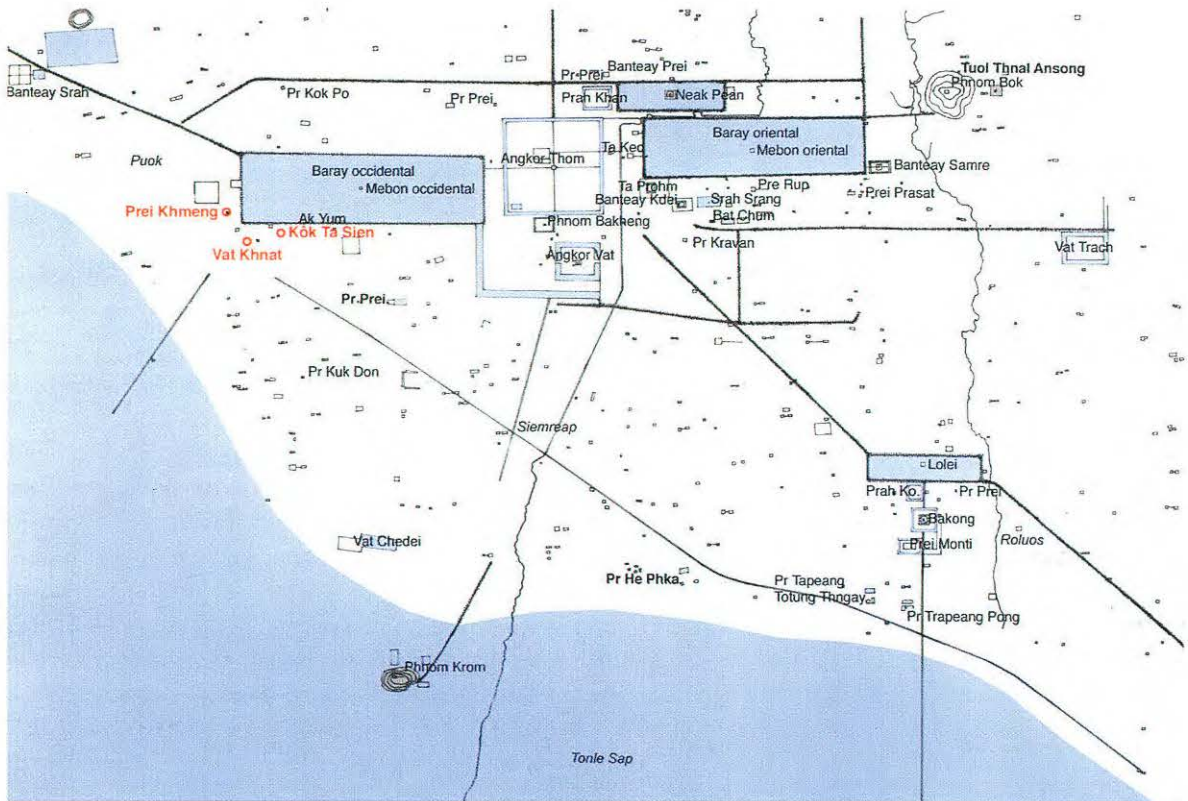 Tuol Thnal Ansong
Phnom Bok
Banteay Prei
Pr Prei
Banteay Srah
Pr Kok Po
Pr Prei
Prah Khan
Neak Pean
Baray oriental
Mebon oriental
Ta Keo
Puok
Angkor Thom
Baray occidental
Mebon occidental
Banteay Samre
Ta Prohm
Pre Rup
Prei Prasat
Banteay Kdei
Srah Srang
Prei Khmeng
Ak Yum
Phnom Bakheng
Bat Chum
Kôk Ta Sien
Vat Khnat
Pr Kravan
Vat Trach
Angkor Vat
Pr Prei
Pr Kuk Don
Siemreap
Lolei
Prah Ko
Pr Prei
Bakong
Vat Chedei
Prei Monti
Roluos
Pr He Phka
Pr Tapeang
Totung Thngay
Pr Trapeang Pong
Phnom Krom
Tonle Sap